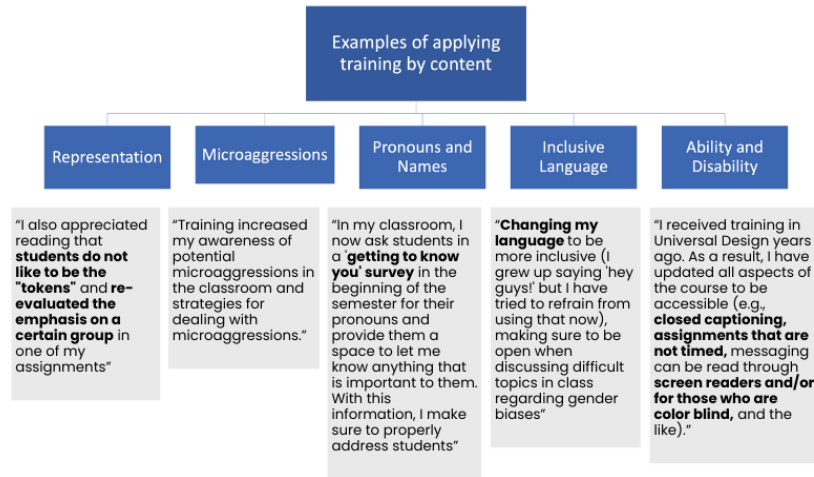 Examples of applying
training by content
Representation
Microaggressions
Pronouns and
Names
Inclusive
Language
Ability and
Disability
“I also appreciated
reading that
students do not
like to be the
"tokens" and re-
evaluated the
emphasis on a
certain group in
one of my
assignments”
“Training increased
my awareness of
potential
microaggressions in
the classroom and
strategies for
dealing with
microaggressions.”
“In my classroom, I
now ask students in
a 'getting to know
you' survey in the
beginning of the
semester for their
pronouns and
provide them a
space to let me
know anything that
is important to them.
With this
information, I make
sure to properly
address students”
“Changing my
language to be
more inclusive (I
grew up saying 'hey
guys!' but I have
tried to refrain from
using that now),
making sure to be
open when
discussing difficult
topics in class
regarding gender
biases”
“I received training in
Universal Design years
ago. As a result, I have
updated all aspects of
the course to be
accessible (e.g.,
closed captioning,
assignments that are
not timed, messaging
can be read through
screen readers and/or
for those who are
color blind, and the
like).”